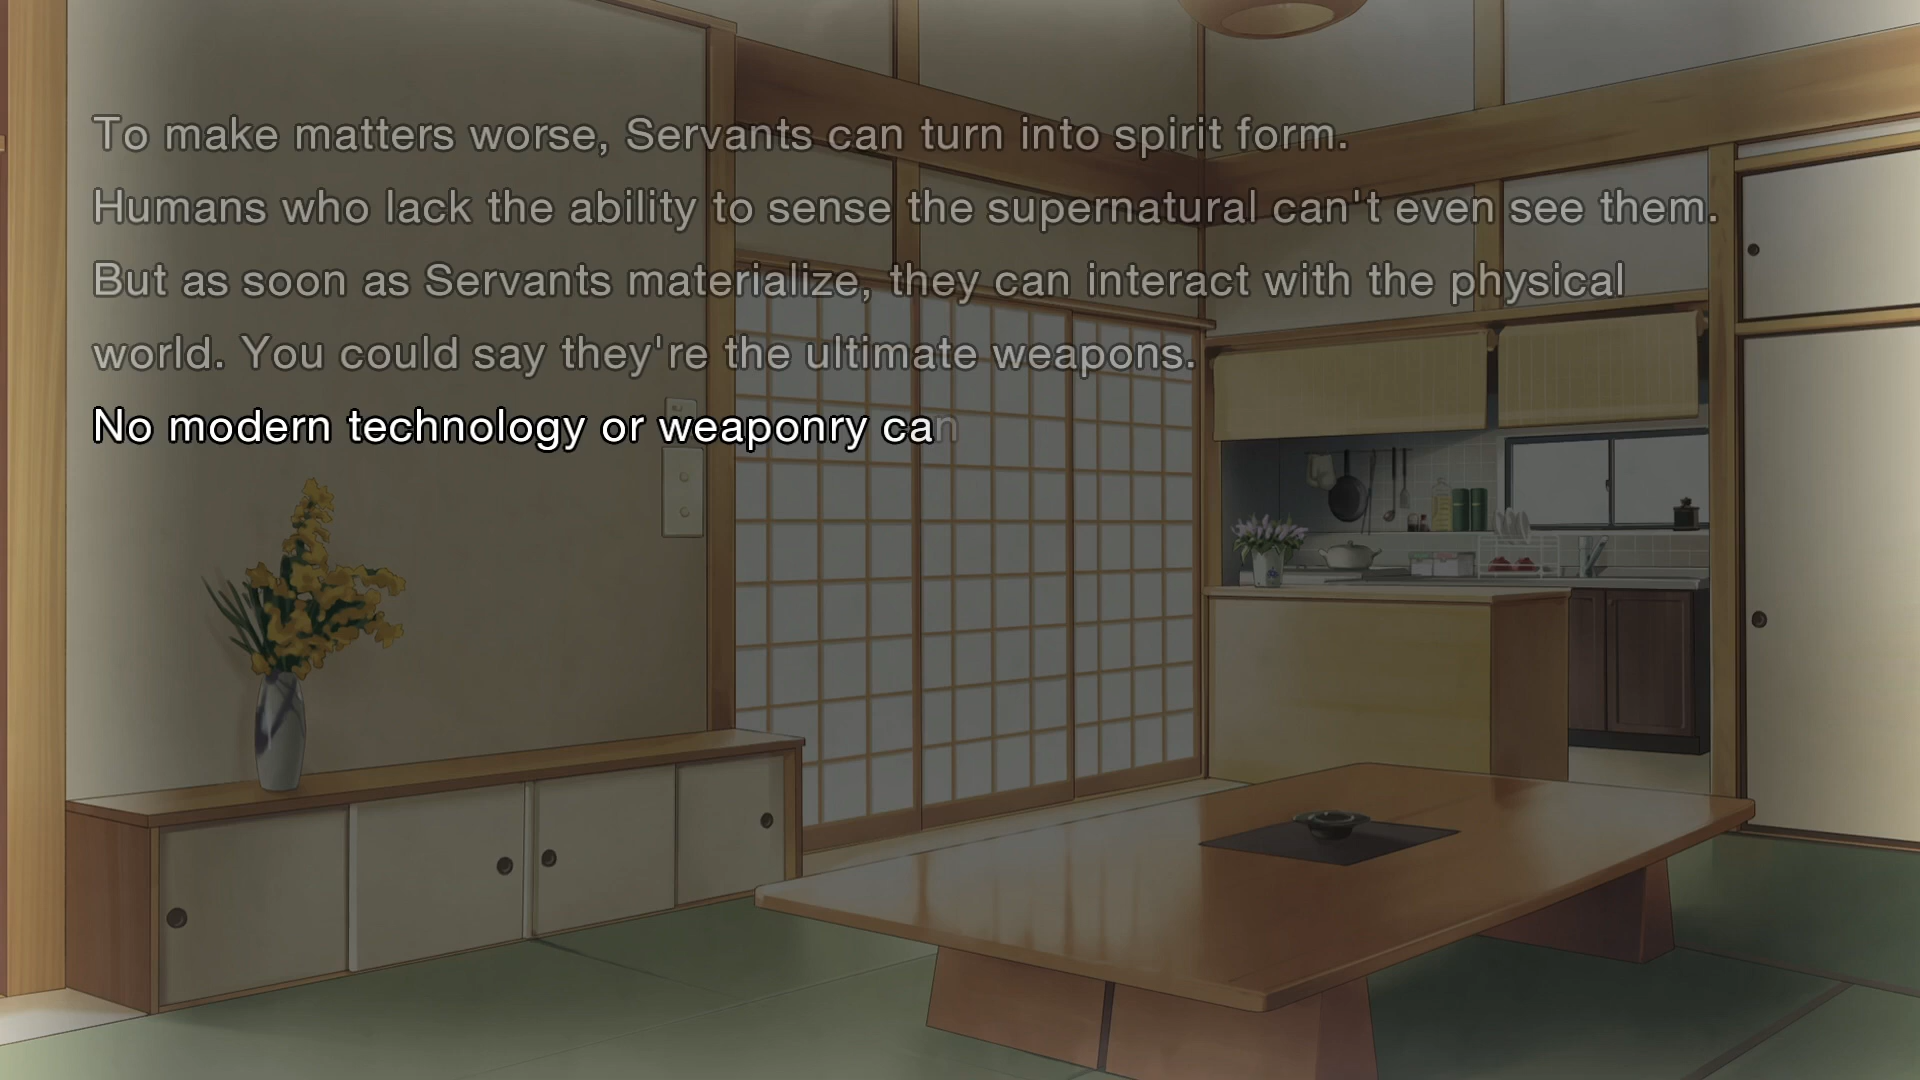 To make matters worse, Servants can turn into spirit form.
Humans who lack the ability to sense the supernatural can't even see them.
But as soon as Servants materialize, they can interact with the physical
world. You could say they're the ultimate weapons.
No modern technology or weaponry can